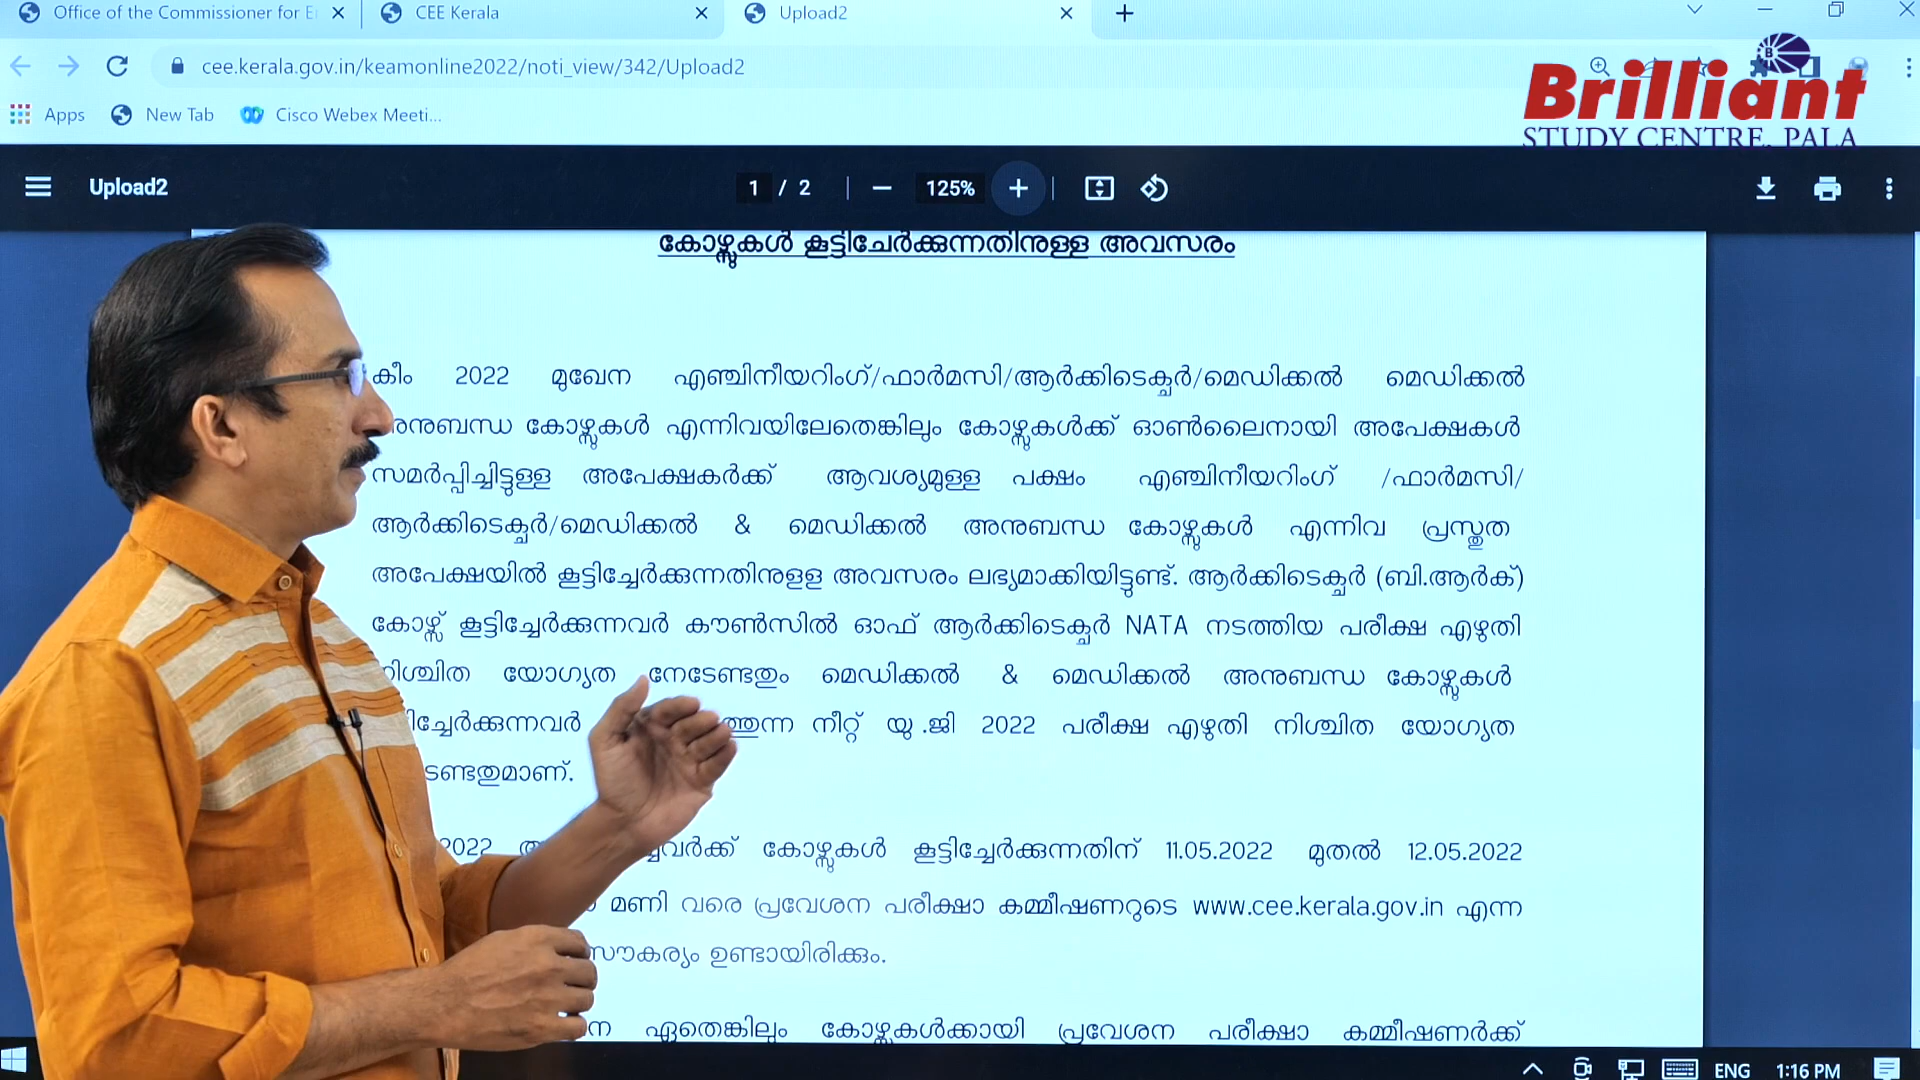 Office of the Commissioner for E
CEE Kerala
Upload2
cee.kerala.gov.in/keamonline2022/noti_view/342/Upload2
Apps New Tab Cisco Webex Meeti...
Brilliant
STUDY CENTRE, PALA
Upload2 1 / 2 125%
കോഴ്സുകൾ കൂട്ടിചേർക്കുന്നതിനുള്ള അവസരം
കീം 2022 മുഖേന എഞ്ചിനീയറിംഗ്/ഫാർമസി/ആർക്കിടെക്ചർ/മെഡിക്കൽ മെഡിക്കൽ
അനുബന്ധ കോഴ്സുകൾ എന്നിവയിലേതെങ്കിലും കോഴ്സുകൾക്ക് ഓൺലൈനായി അപേക്ഷകൾ
സമർപ്പിച്ചിട്ടുള്ള അപേക്ഷകർക്ക് ആവശ്യമുള്ള പക്ഷം എഞ്ചിനീയറിംഗ് /ഫാർമസി/
ആർക്കിടെക്ചർ/മെഡിക്കൽ & മെഡിക്കൽ അനുബന്ധ കോഴ്സുകൾ എന്നിവ പ്രസ്തുത
അപേക്ഷയിൽ കൂട്ടിച്ചേർക്കുന്നതിനുളള അവസരം ലഭ്യമാക്കിയിട്ടുണ്ട്. ആർക്കിടെക്ചർ (ബി.ആർക്)
കോഴ്സ് കൂട്ടിച്ചേർക്കുന്നവർ കൗൺസിൽ ഓഫ് ആർക്കിടെക്ചർ NATA നടത്തിയ പരീക്ഷ എഴുതി
നിശ്ചിത യോഗ്യത നേടേണ്ടതും മെഡിക്കൽ & മെഡിക്കൽ അനുബന്ധ കോഴ്സുകൾ
നീറ്റ് യു .ജി 2022 പരീക്ഷ എഴുതി നിശ്ചിത യോഗ്യത
2022 കോഴ്സുകൾ കൂട്ടിച്ചേർക്കുന്നതിന് 11.05.2022 മുതൽ 12.05.2022
മണി വരെ പ്രവേശന പരീക്ഷാ കമ്മീഷണറുടെ www.cee.kerala.gov.in എന്ന
സൗകര്യം ഉണ്ടായിരിക്കും.
ഏതെങ്കിലും കോഴ്സുകൾക്കായി പ്രവേശന പരീക്ഷാ കമ്മീഷണർക്ക്
ENG 1:16 PM